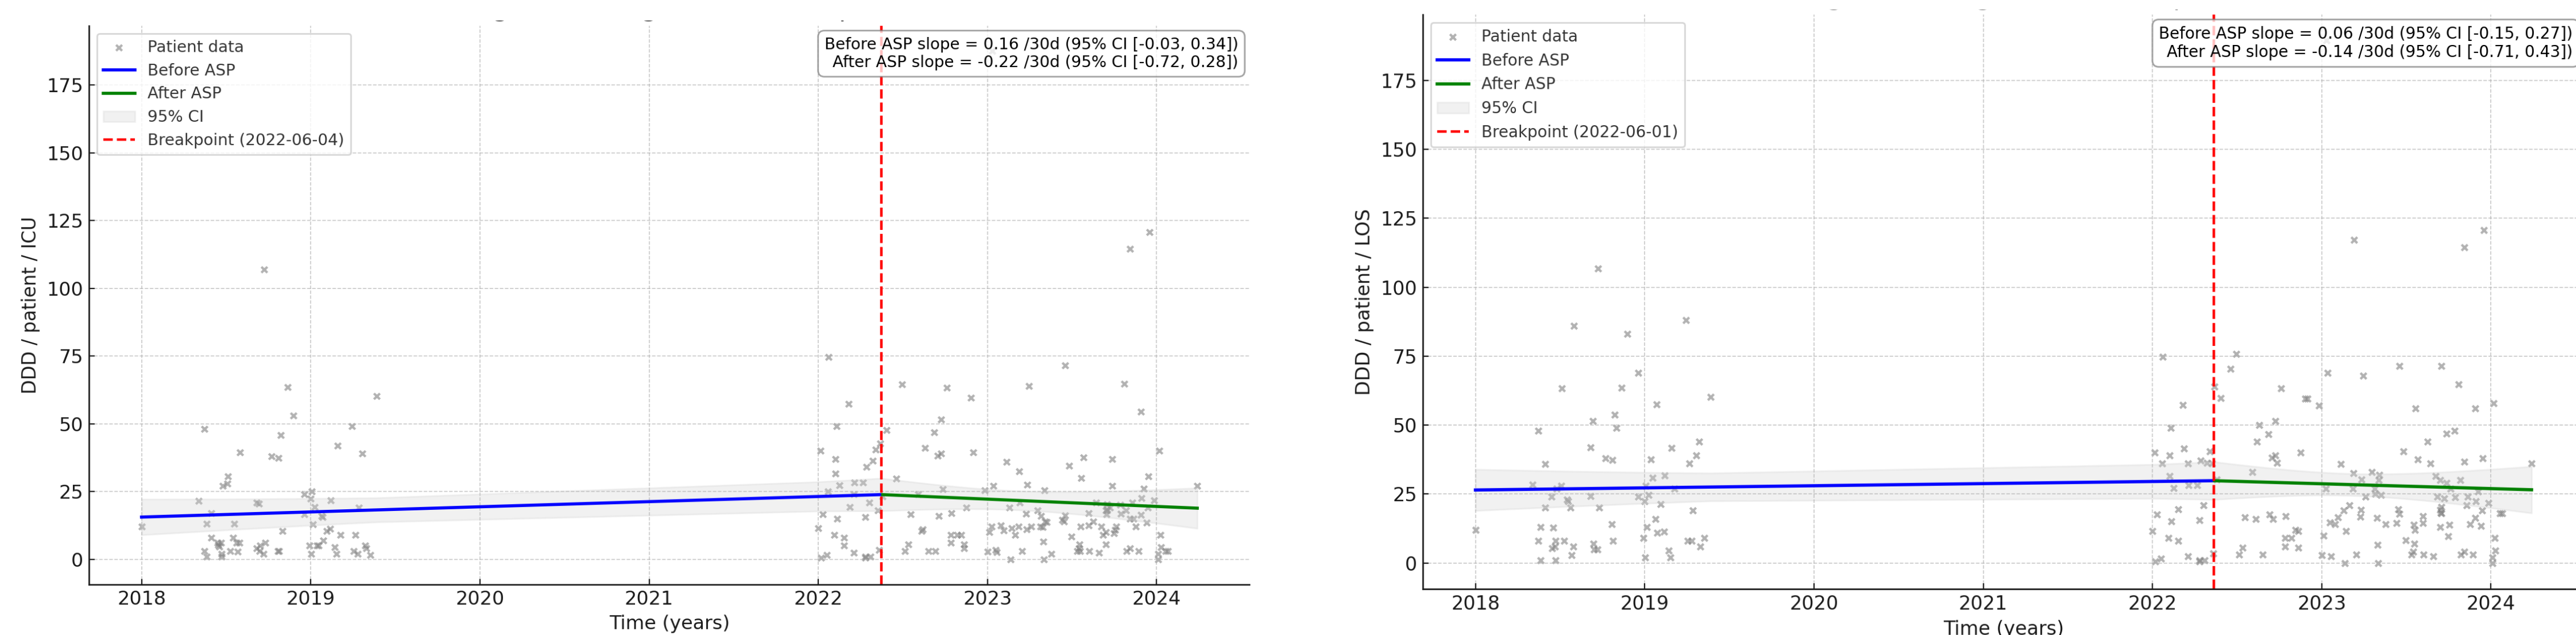 Patient data
Before ASP
After ASP
95% CI
Breakpoint (2022-06-04)
Before ASP slope = 0.16 /30d (95% CI [-0.03, 0.34])
After ASP slope = -0.22 /30d (95% CI [-0.72, 0.28])
DDD / patient / ICU
175
150
125
100
75
50
25
0
2018 2019 2020 2021 2022 2023 2024
Time (years)
Patient data
Before ASP
After ASP
95% CI
Breakpoint (2022-06-01)
Before ASP slope = 0.06 /30d (95% CI [-0.15, 0.27])
After ASP slope = -0.14 /30d (95% CI [-0.71, 0.43])
DDD / patient / LOS
175
150
125
100
75
50
25
0
2018 2019 2020 2021 2022 2023 2024
Time (years)